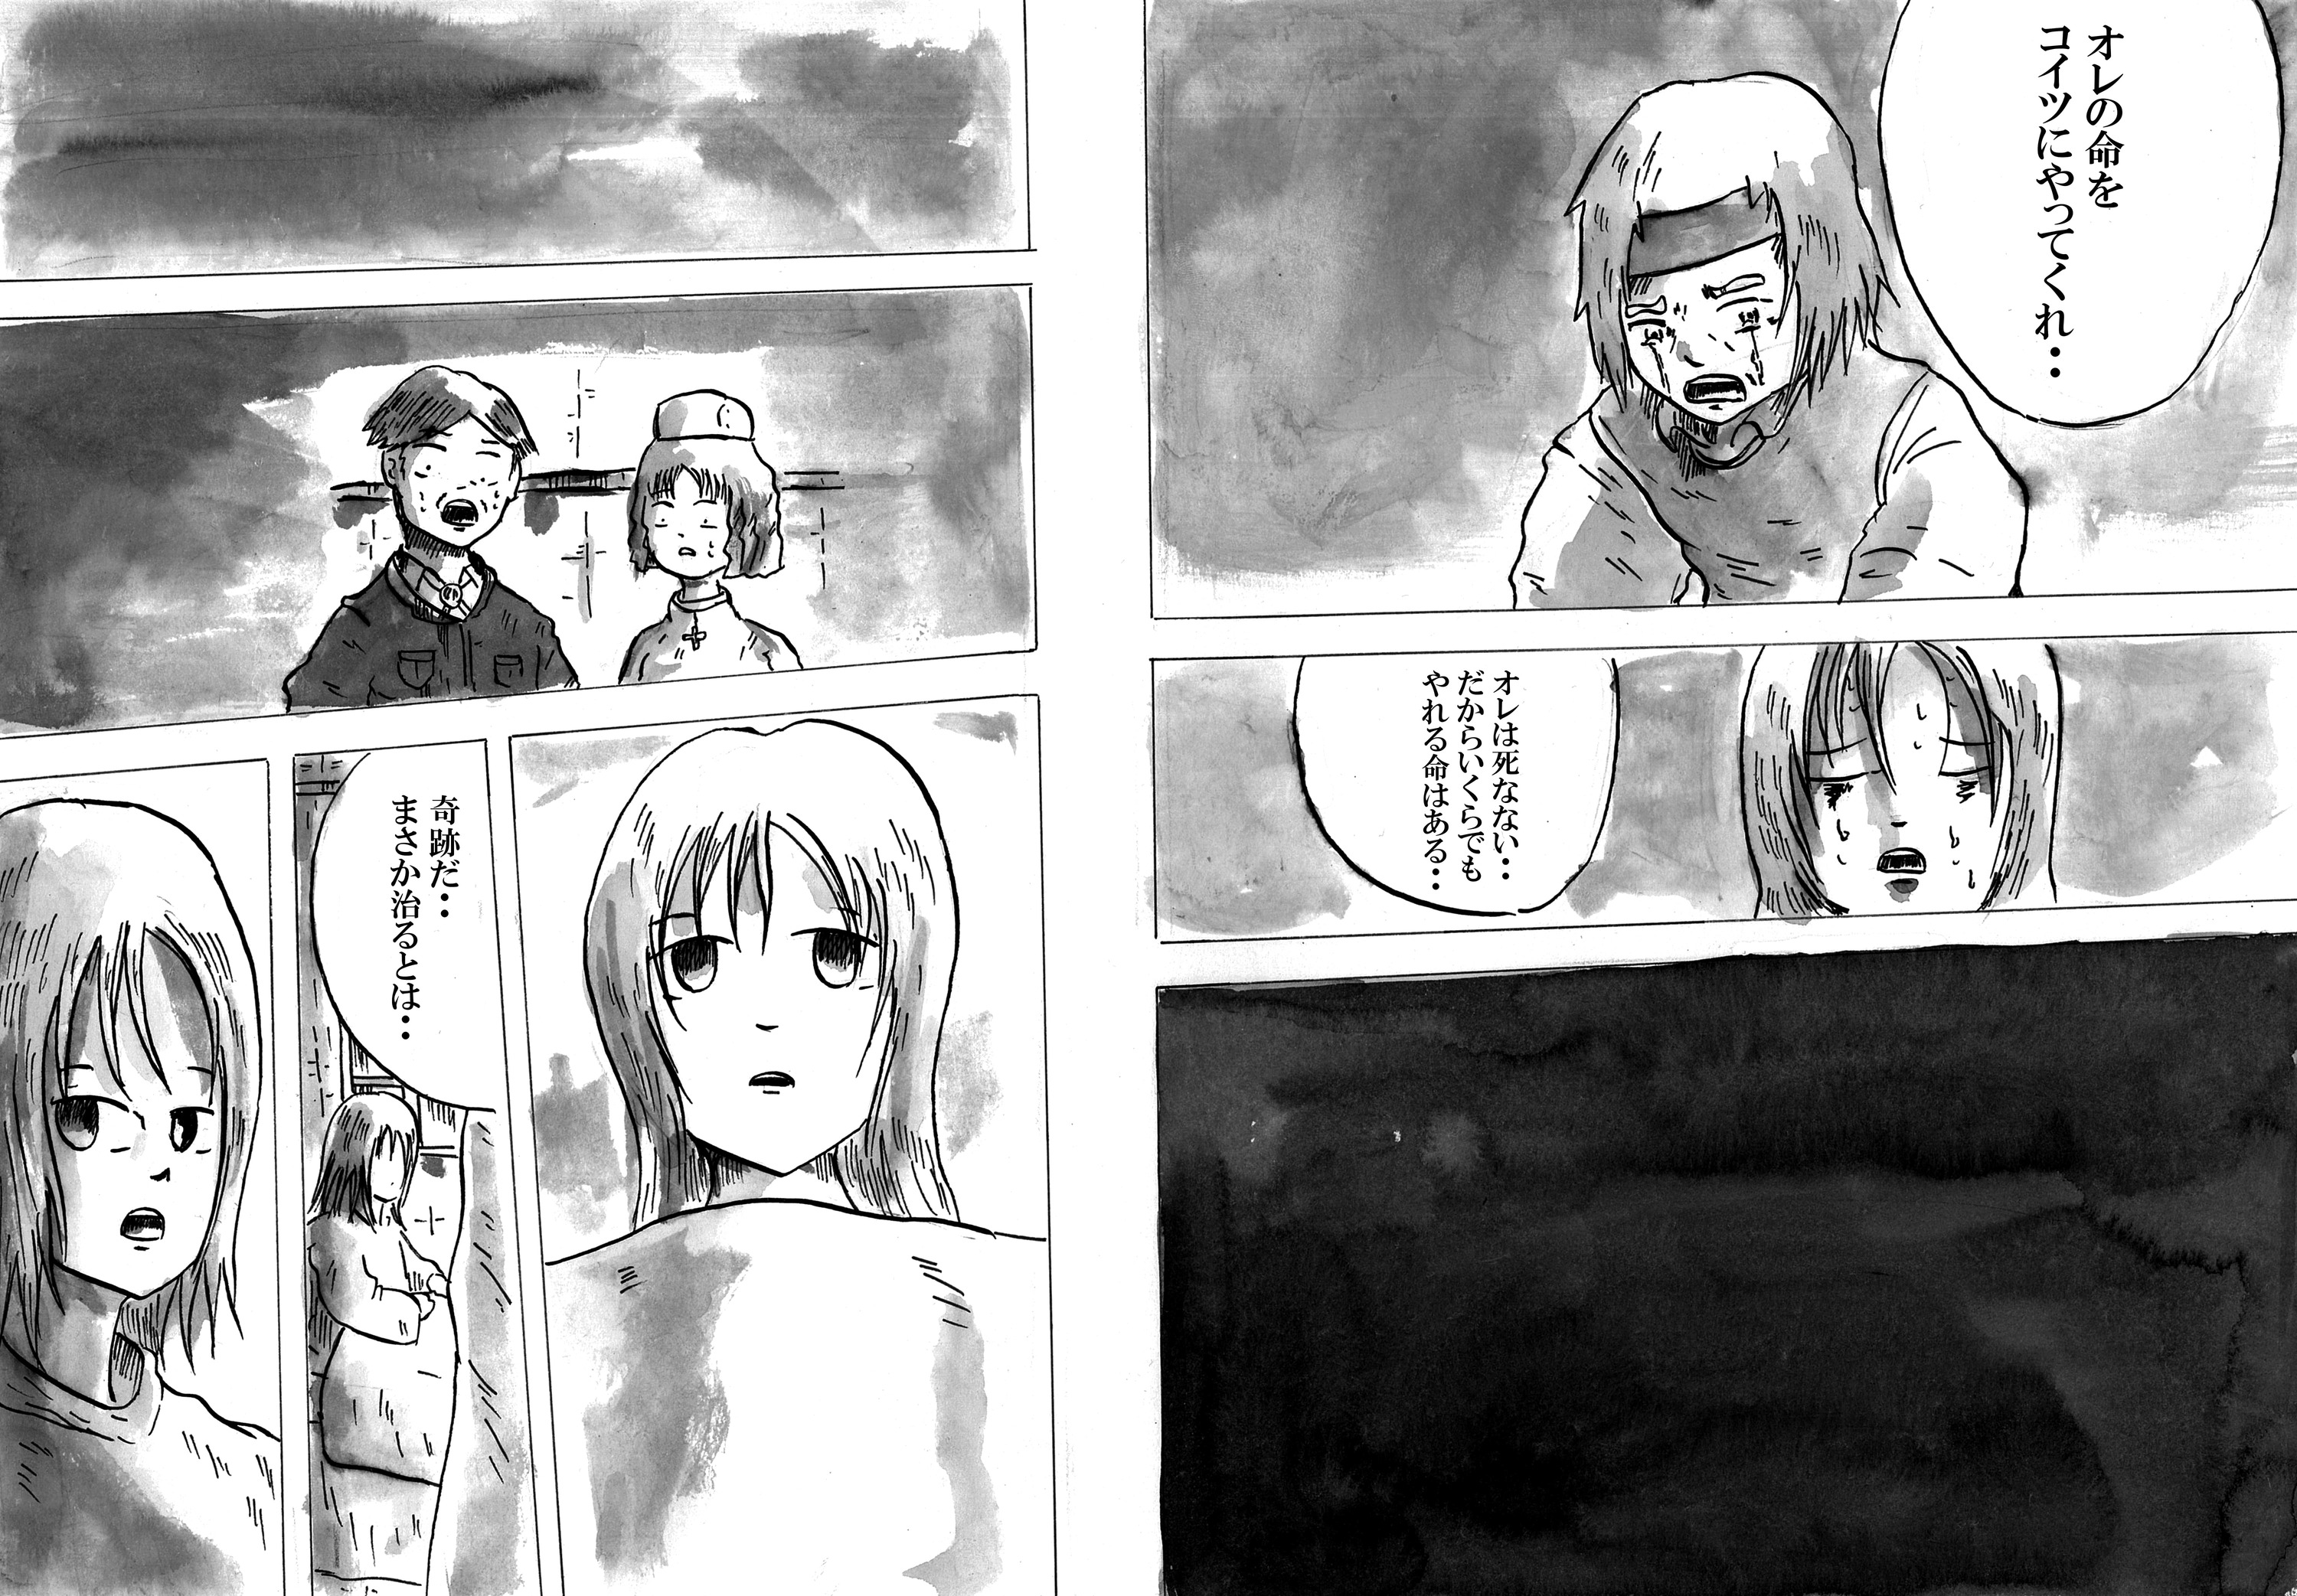 オレの命を
コイツにやってくれ・・
オレは死なない・・
だからいくらでも
やれる命はある・・
奇跡だ・・
まさか治るとは・・